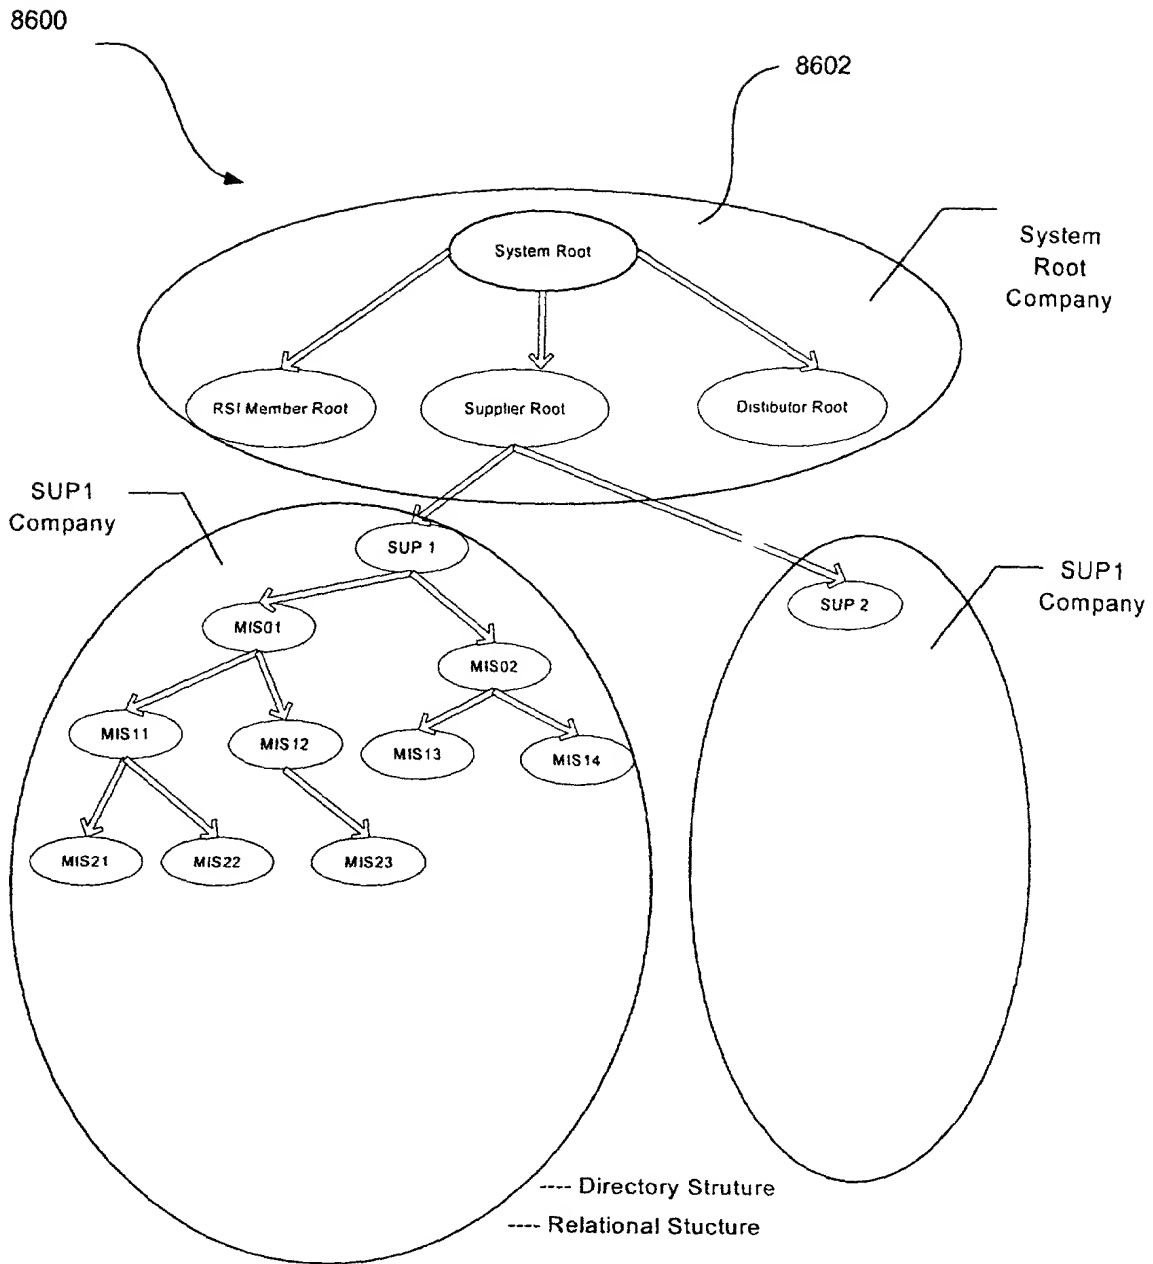 8600
8602
System Root
System
Root
Company
RSI Member Root
Supplier Root
Distibutor Root
SUP1
Company
SUP 1
SUP1
Company
SUP 2
MIS01
MIS02
MIS11
MIS12
MIS13
MIS14
MIS21
MIS22
MIS23
---- Directory Struture
---- Relational Stucture